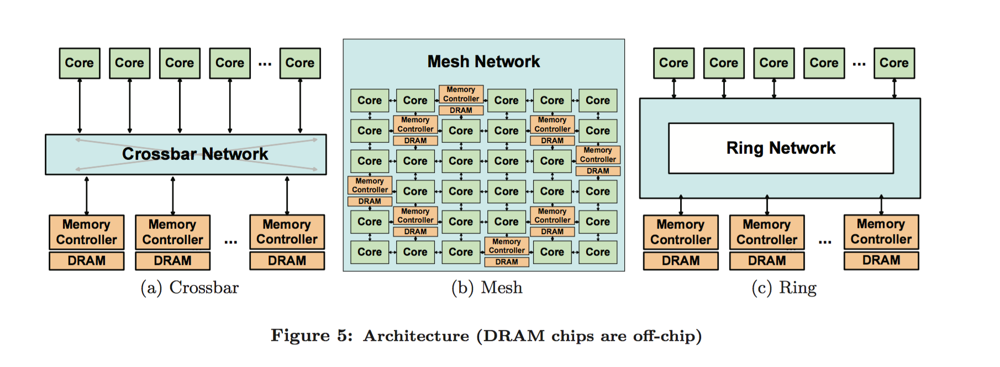 Core Core Core Core ... Core
Crossbar Network
Memory Controller Memory Controller ... Memory Controller
DRAM DRAM DRAM
(a) Crossbar
Mesh Network
Core Core Memory Controller DRAM Core Core Core
Core Memory Controller DRAM Core Core Memory Controller DRAM Core
Core Core Core Core Core Memory Controller DRAM
Memory Controller DRAM Core Core Core Core Core
Core Memory Controller DRAM Core Core Memory Controller DRAM Core
Core Core Core Memory Controller DRAM Core Core
(b) Mesh
Core Core Core Core ... Core
Ring Network
Memory Controller Memory Controller ... Memory Controller
DRAM DRAM DRAM
(c) Ring
Figure 5: Architecture (DRAM chips are off-chip)